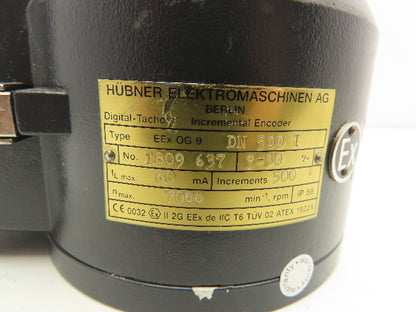 HÜBNER ELEKTROMASCHINEN AG
BERLIN
Digital-Tacho / Incremental Encoder
Type EEx OG 9 DN 500 I
No. 1809 637 9-30 V=
IL max. 60 mA Increments 500
nmax. 7000 min⁻¹, rpm IP 56
CE 0032 Ex II 2G EEx de IIC T6 TÜV 02 ATEX 1922X
Ex